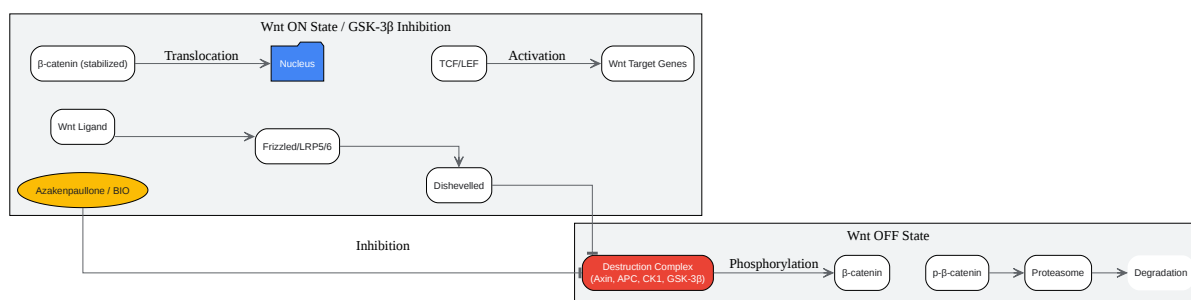 Wnt ON State / GSK-3β Inhibition
β-catenin (stabilized)
Translocation
Nucleus
TCF/LEF
Activation
Wnt Target Genes
Wnt Ligand
Frizzled/LRP5/6
Azakenpaullone / BIO
Dishevelled
Inhibition
Wnt OFF State
Destruction Complex
(Axin, APC, CK1, GSK-3β)
Phosphorylation
β-catenin
p-β-catenin
Proteasome
Degradation